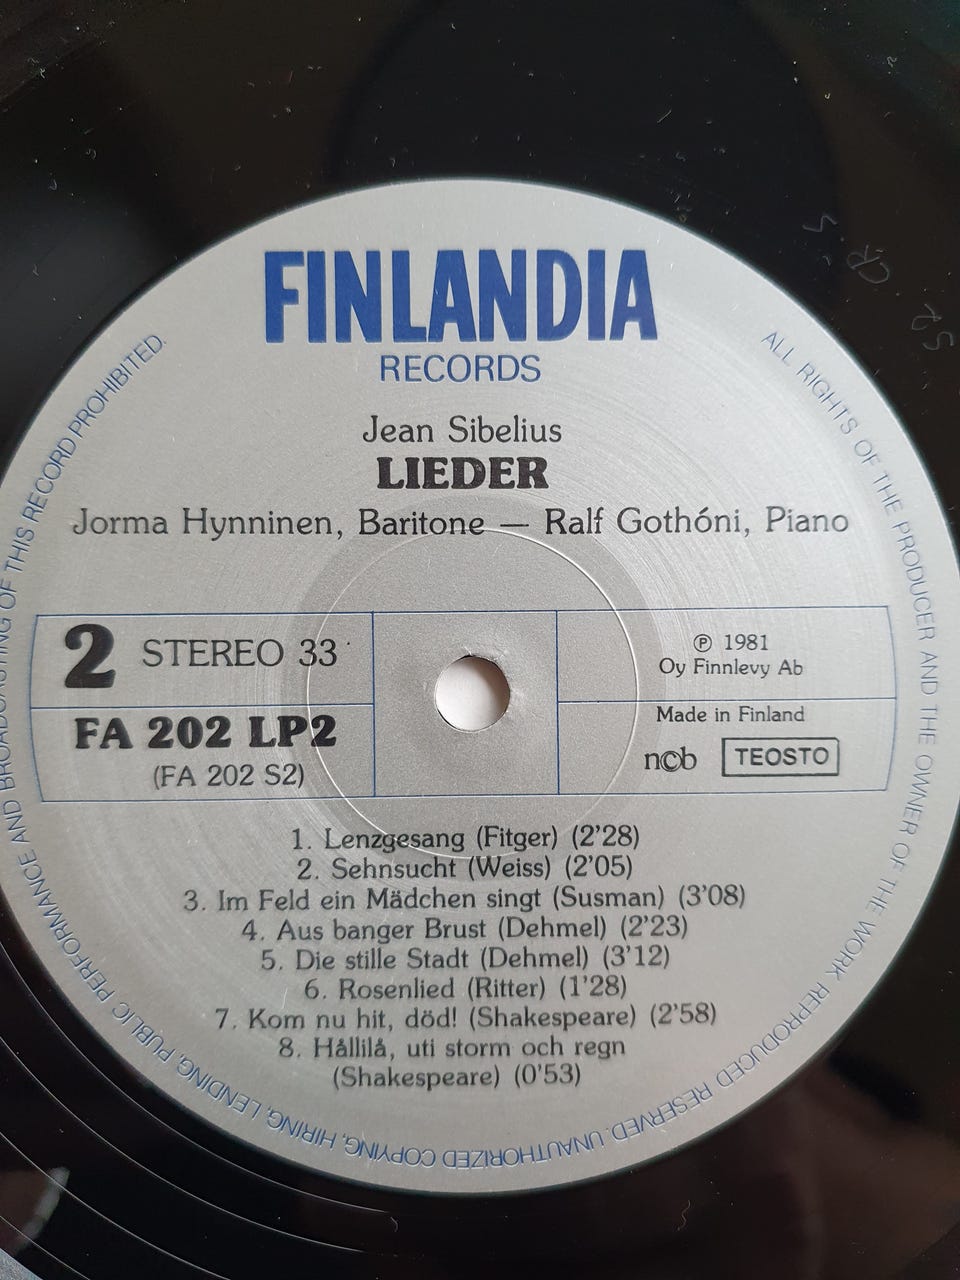 FINLANDIA
RECORDS
Jean Sibelius
LIEDER
Jorma Hynninen, Baritone — Ralf Gothóni, Piano
2 STEREO 33
FA 202 LP2
(FA 202 S2)
℗ 1981
Oy Finnlevy Ab
Made in Finland
ncb TEOSTO
1. Lenzgesang (Fitger) (2'28)
2. Sehnsucht (Weiss) (2'05)
3. Im Feld ein Mädchen singt (Susman) (3'08)
4. Aus banger Brust (Dehmel) (2'23)
5. Die stille Stadt (Dehmel) (3'12)
6. Rosenlied (Ritter) (1'28)
7. Kom nu hit, död! (Shakespeare) (2'58)
8. Hållilå, uti storm och regn
(Shakespeare) (0'53)
ALL RIGHTS OF THE PRODUCER AND THE OWNER OF THE WORK REPRODUCED RESERVED. UNAUTHORIZED COPYING, HIRING, LENDING, PUBLIC PERFORMANCE AND BROADCASTING OF THIS RECORD PROHIBITED.